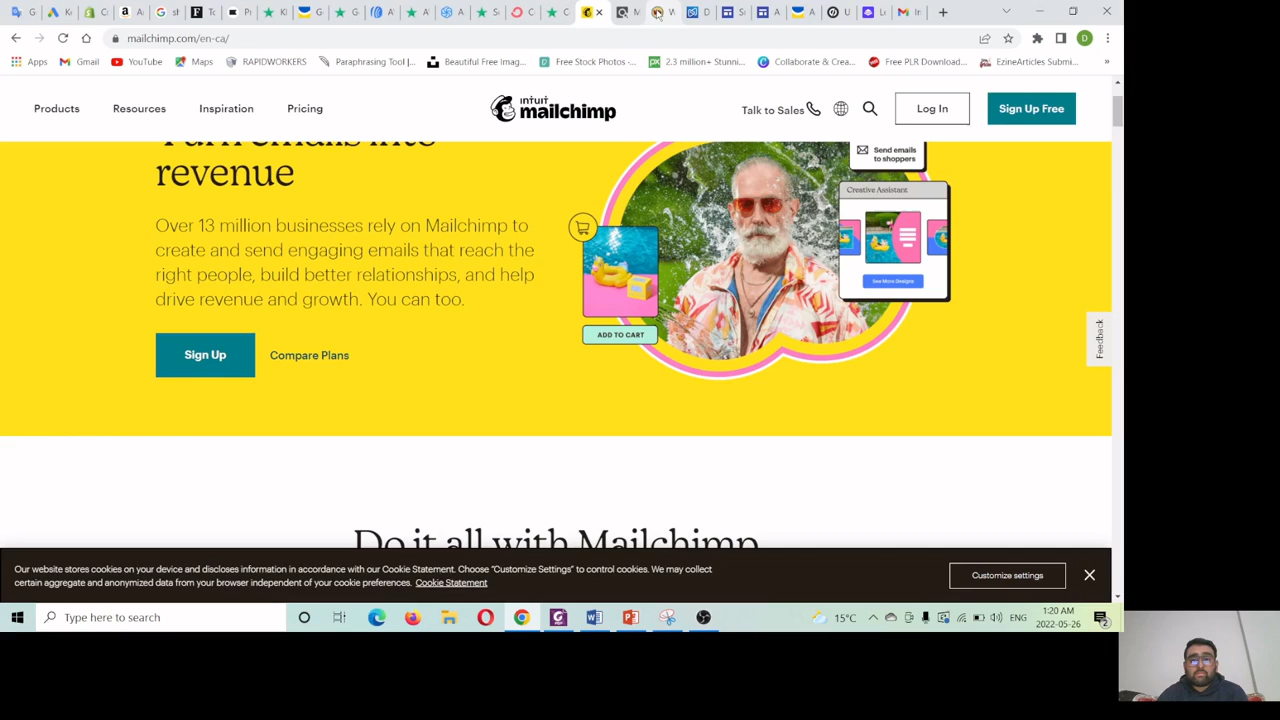 mailchimp.com/en-ca/
Apps
Gmail
YouTube
Maps
RAPIDWORKERS
Paraphrasing Tool |...
Beautiful Free Imag...
Free Stock Photos ·...
2.3 million+ Stunni...
Collaborate & Crea...
Free PLR Download...
EzineArticles Submi...
»
Products
Resources
Inspiration
Pricing
INTUIT
mailchimp
Talk to Sales
Log In
Sign Up Free
Turn emails into
revenue
Over 13 million businesses rely on Mailchimp to
create and send engaging emails that reach the
right people, build better relationships, and help
drive revenue and growth. You can too.
Sign Up
Compare Plans
ADD TO CART
Send emails
to shoppers
Creative Assistant
See More Designs
Feedback
Do it all with Mailchimp
Our website stores cookies on your device and discloses information in accordance with our Cookie Statement. Choose "Customize Settings" to control cookies. We may collect
certain aggregate and anonymized data from your browser independent of your cookie preferences. Cookie Statement
Customize settings
Type here to search
15°C
ENG
1:20 AM
2022-05-26
2